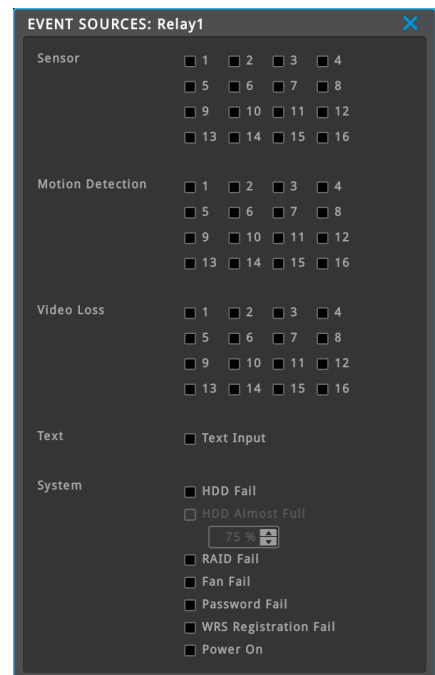 EVENT SOURCES: Relay1
Sensor
1 2 3 4
5 6 7 8
9 10 11 12
13 14 15 16
Motion Detection
1 2 3 4
5 6 7 8
9 10 11 12
13 14 15 16
Video Loss
1 2 3 4
5 6 7 8
9 10 11 12
13 14 15 16
Text
Text Input
System
HDD Fail
HDD Almost Full
75 %
RAID Fail
Fan Fail
Password Fail
WRS Registration Fail
Power On